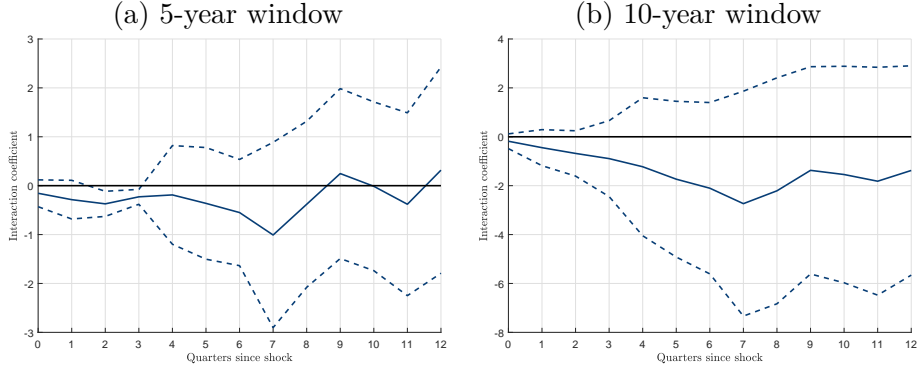 (a) 5-year window
3
2
1
0
-1
-2
-3
Interaction coefficient
0 1 2 3 4 5 6 7 8 9 10 11 12
Quarters since shock
(b) 10-year window
4
2
0
-2
-4
-6
-8
Interaction coefficient
0 1 2 3 4 5 6 7 8 9 10 11 12
Quarters since shock